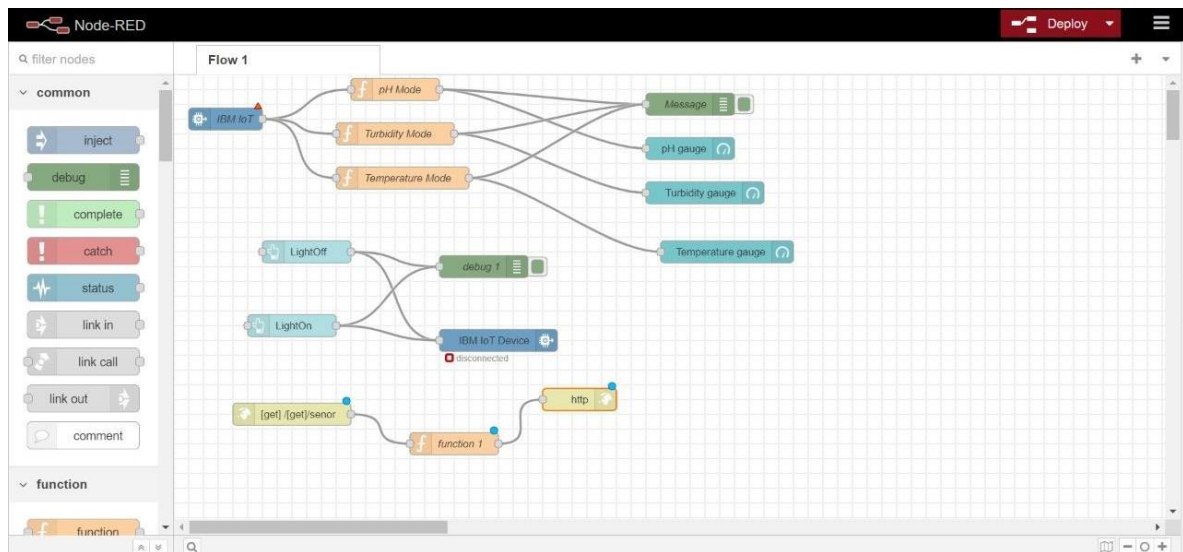 Node-RED
Deploy
filter nodes
Flow 1
common
inject
debug
complete
catch
status
link in
link call
link out
comment
function
function
IBM IoT
pH Mode
Turbidity Mode
Temperature Mode
Message
pH gauge
Turbidity gauge
Temperature gauge
LightOff
LightOn
debug 1
IBM IoT Device
disconnected
[get] /[get]/senor
function 1
http